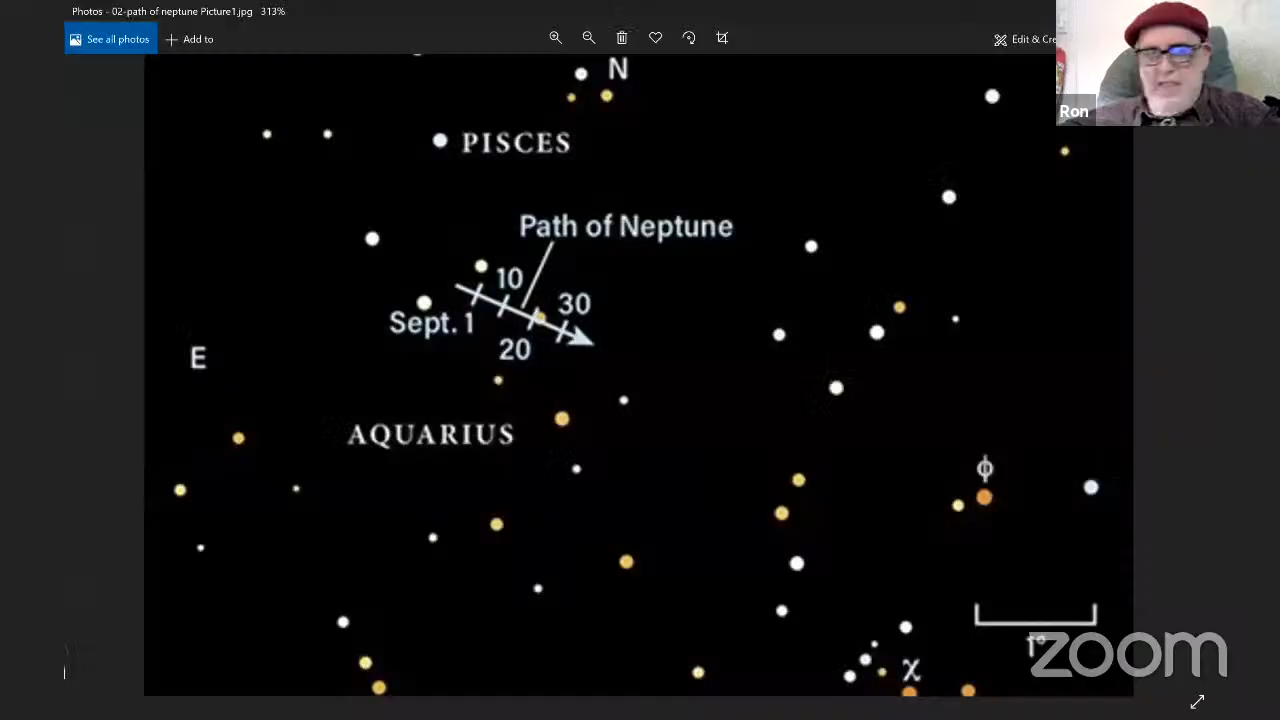 Photos - 02-path of neptune Picture1.jpg 313%
See all photos
Add to
Edit & Cre
Ron
N
PISCES
Path of Neptune
10
30
Sept. 1
20
E
AQUARIUS
ϕ
1°
χ
zoom